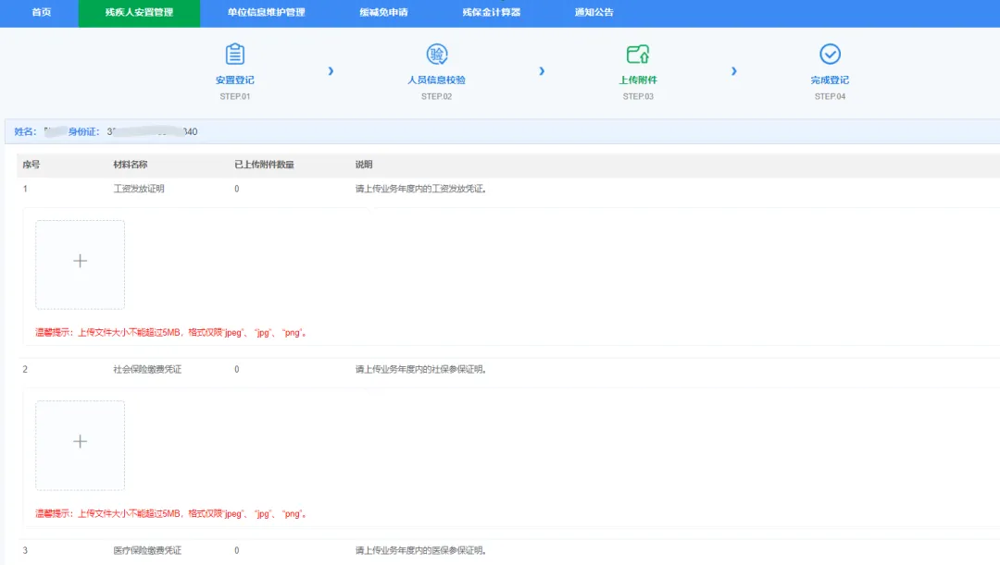 首页 残疾人安置管理 单位信息维护管理 缓减免申请 残保金计算器 通知公告
验
安置登记 人员信息校验 上传附件 完成登记
STEP.01 STEP.02 STEP.03 STEP.04
姓名： 身份证： 3 340
序号 材料名称 已上传附件数量 说明
1 工资发放证明 0 请上传业务年度内的工资发放凭证。
温馨提示：上传文件大小不能超过5MB，格式仅限"jpeg"、"jpg"、"png"。
2 社会保险缴费凭证 0 请上传业务年度内的社保参保证明。
温馨提示：上传文件大小不能超过5MB，格式仅限"jpeg"、"jpg"、"png"。
3 医疗保险缴费凭证 0 请上传业务年度内的医保参保证明。